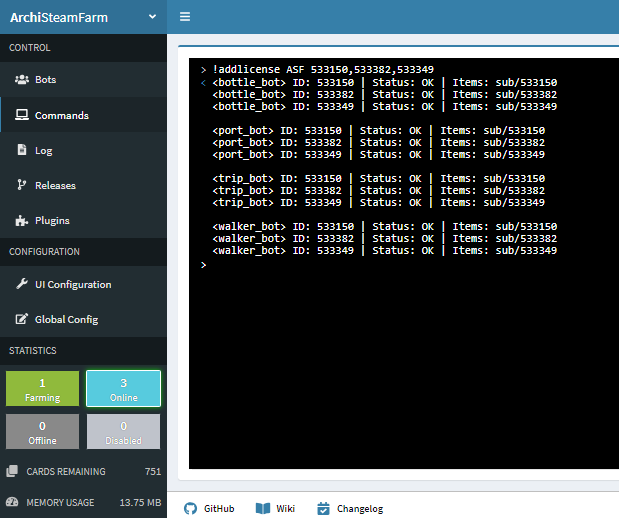 ArchiSteamFarm
CONTROL
Bots
Commands
Log
Releases
Plugins
CONFIGURATION
UI Configuration
Global Config
STATISTICS
1 3
Farming Online
0 0
Offline Disabled
CARDS REMAINING 751
MEMORY USAGE 13.75 MB
> !addlicense ASF 533150,533382,533349
< <bottle_bot> ID: 533150 | Status: OK | Items: sub/533150
<bottle_bot> ID: 533382 | Status: OK | Items: sub/533382
<bottle_bot> ID: 533349 | Status: OK | Items: sub/533349
<port_bot> ID: 533150 | Status: OK | Items: sub/533150
<port_bot> ID: 533382 | Status: OK | Items: sub/533382
<port_bot> ID: 533349 | Status: OK | Items: sub/533349
<trip_bot> ID: 533150 | Status: OK | Items: sub/533150
<trip_bot> ID: 533382 | Status: OK | Items: sub/533382
<trip_bot> ID: 533349 | Status: OK | Items: sub/533349
<walker_bot> ID: 533150 | Status: OK | Items: sub/533150
<walker_bot> ID: 533382 | Status: OK | Items: sub/533382
<walker_bot> ID: 533349 | Status: OK | Items: sub/533349
>
GitHub Wiki Changelog